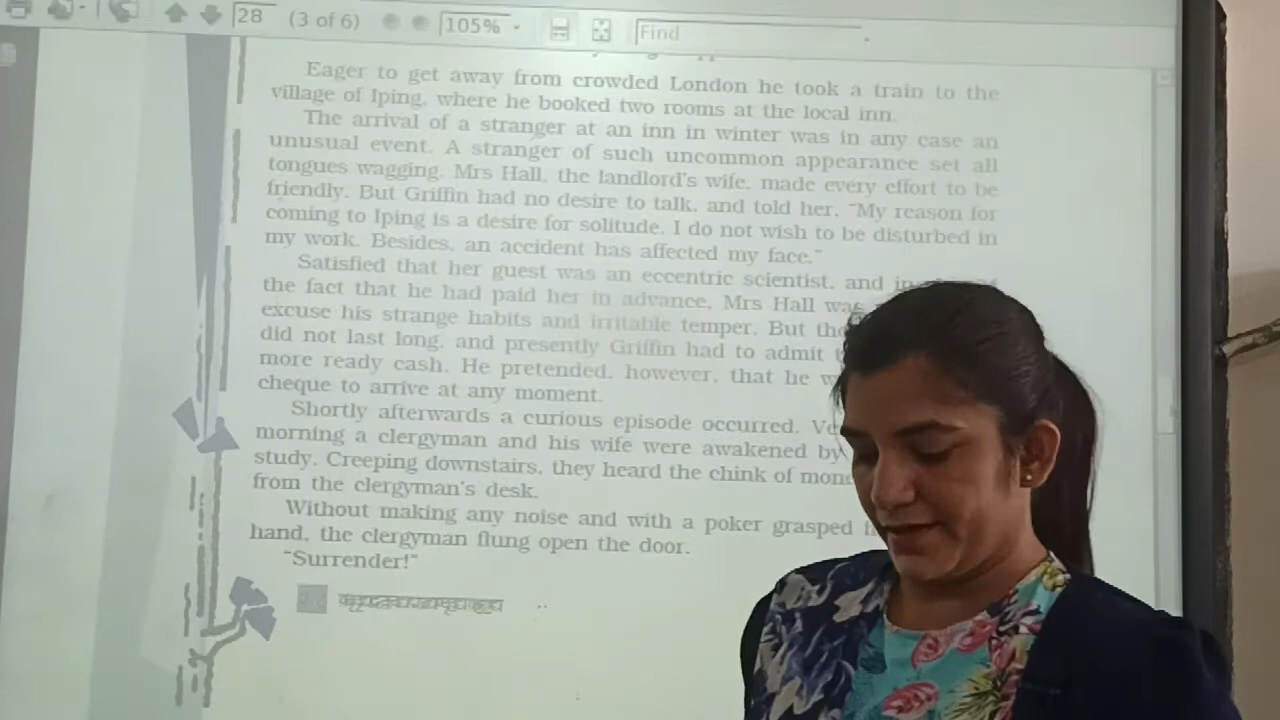 28 (3 of 6) 105% Find
Eager to get away from crowded London he took a train to the
village of Iping, where he booked two rooms at the local inn.
The arrival of a stranger at an inn in winter was in any case an
unusual event. A stranger of such uncommon appearance set all
tongues wagging. Mrs Hall, the landlord's wife, made every effort to be
friendly. But Griffin had no desire to talk, and told her, "My reason for
coming to Iping is a desire for solitude. I do not wish to be disturbed in
my work. Besides, an accident has affected my face."
Satisfied that her guest was an eccentric scientist, and in
the fact that he had paid her in advance, Mrs Hall was
excuse his strange habits and irritable temper. But the
did not last long, and presently Griffin had to admit
more ready cash. He pretended, however, that he
cheque to arrive at any moment.
Shortly afterwards a curious episode occurred.
morning a clergyman and his wife were awakened by
study. Creeping downstairs, they heard the chink of
from the clergyman's desk.
Without making any noise and with a poker grasped
hand, the clergyman flung open the door.
"Surrender!"